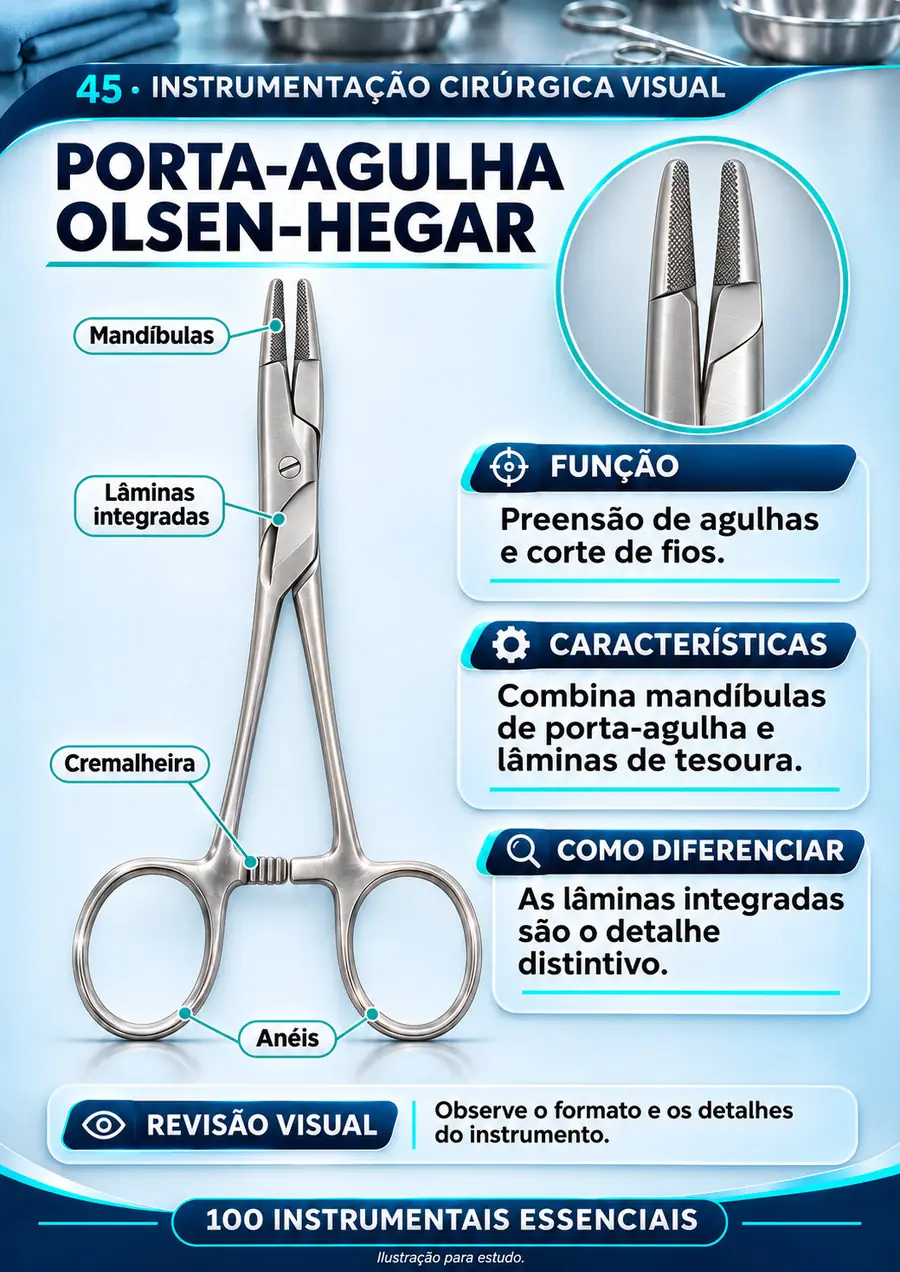 45 • INSTRUMENTAÇÃO CIRÚRGICA VISUAL
PORTA-AGULHA
OLSEN-HEGAR
Mandíbulas
Lâminas
integradas
Cremalheira
Anéis
FUNÇÃO
Preensão de agulhas
e corte de fios.
CARACTERÍSTICAS
Combina mandíbulas
de porta-agulha e
lâminas de tesoura.
COMO DIFERENCIAR
As lâminas integradas
são o detalhe
distintivo.
REVISÃO VISUAL
Observe o formato e os detalhes
do instrumento.
100 INSTRUMENTAIS ESSENCIAIS
Ilustração para estudo.